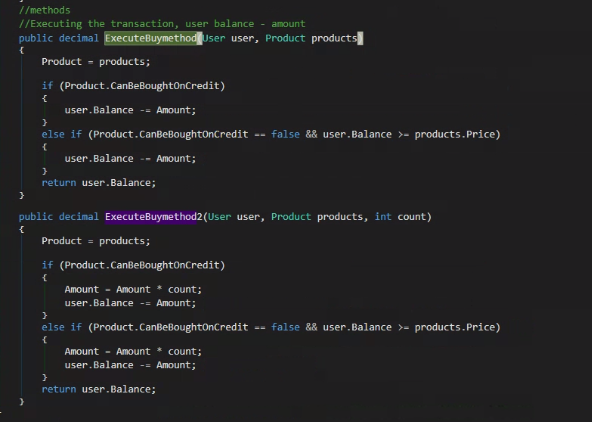 //methods
//Executing the transaction, user balance - amount
public decimal ExecuteBuymethod(User user, Product products)
{
Product = products;
if (Product.CanBeBoughtOnCredit)
{
user.Balance -= Amount;
}
else if (Product.CanBeBoughtOnCredit == false && user.Balance >= products.Price)
{
user.Balance -= Amount;
}
return user.Balance;
}
public decimal ExecuteBuymethod2(User user, Product products, int count)
{
Product = products;
if (Product.CanBeBoughtOnCredit)
{
Amount = Amount * count;
user.Balance -= Amount;
}
else if (Product.CanBeBoughtOnCredit == false && user.Balance >= products.Price)
{
Amount = Amount * count;
user.Balance -= Amount;
}
return user.Balance;
}